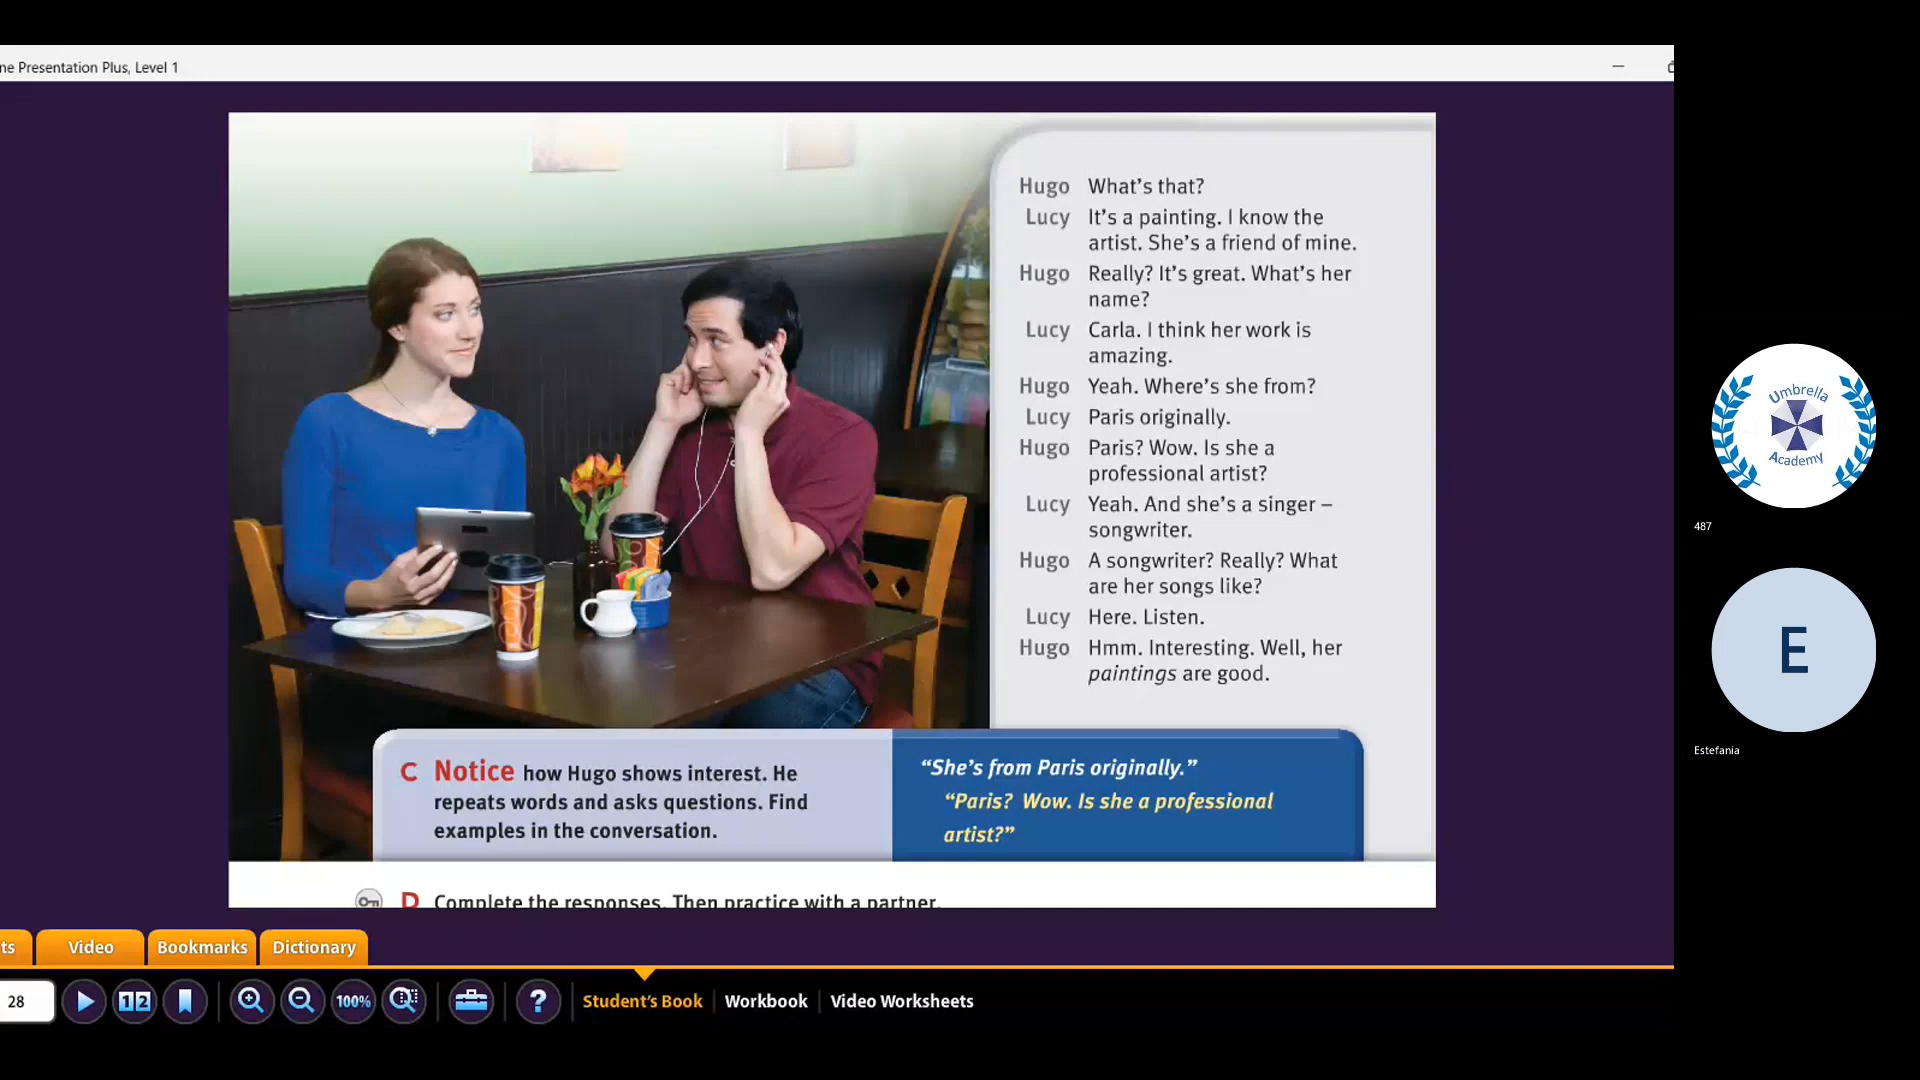 ne Presentation Plus, Level 1
Hugo What's that?
Lucy It's a painting. I know the
artist. She's a friend of mine.
Hugo Really? It's great. What's her
name?
Lucy Carla. I think her work is
amazing.
Hugo Yeah. Where's she from?
Lucy Paris originally.
Hugo Paris? Wow. Is she a
professional artist?
Lucy Yeah. And she's a singer –
songwriter.
Hugo A songwriter? Really? What
are her songs like?
Lucy Here. Listen.
Hugo Hmm. Interesting. Well, her
paintings are good.
C Notice how Hugo shows interest. He
repeats words and asks questions. Find
examples in the conversation.
“She's from Paris originally.”
“Paris? Wow. Is she a professional
artist?”
D Complete the responses. Then practice with a partner.
Umbrella
Academy
487
E
Estefania
ts Video Bookmarks Dictionary
28 1 2 100% ? Student's Book Workbook Video Worksheets